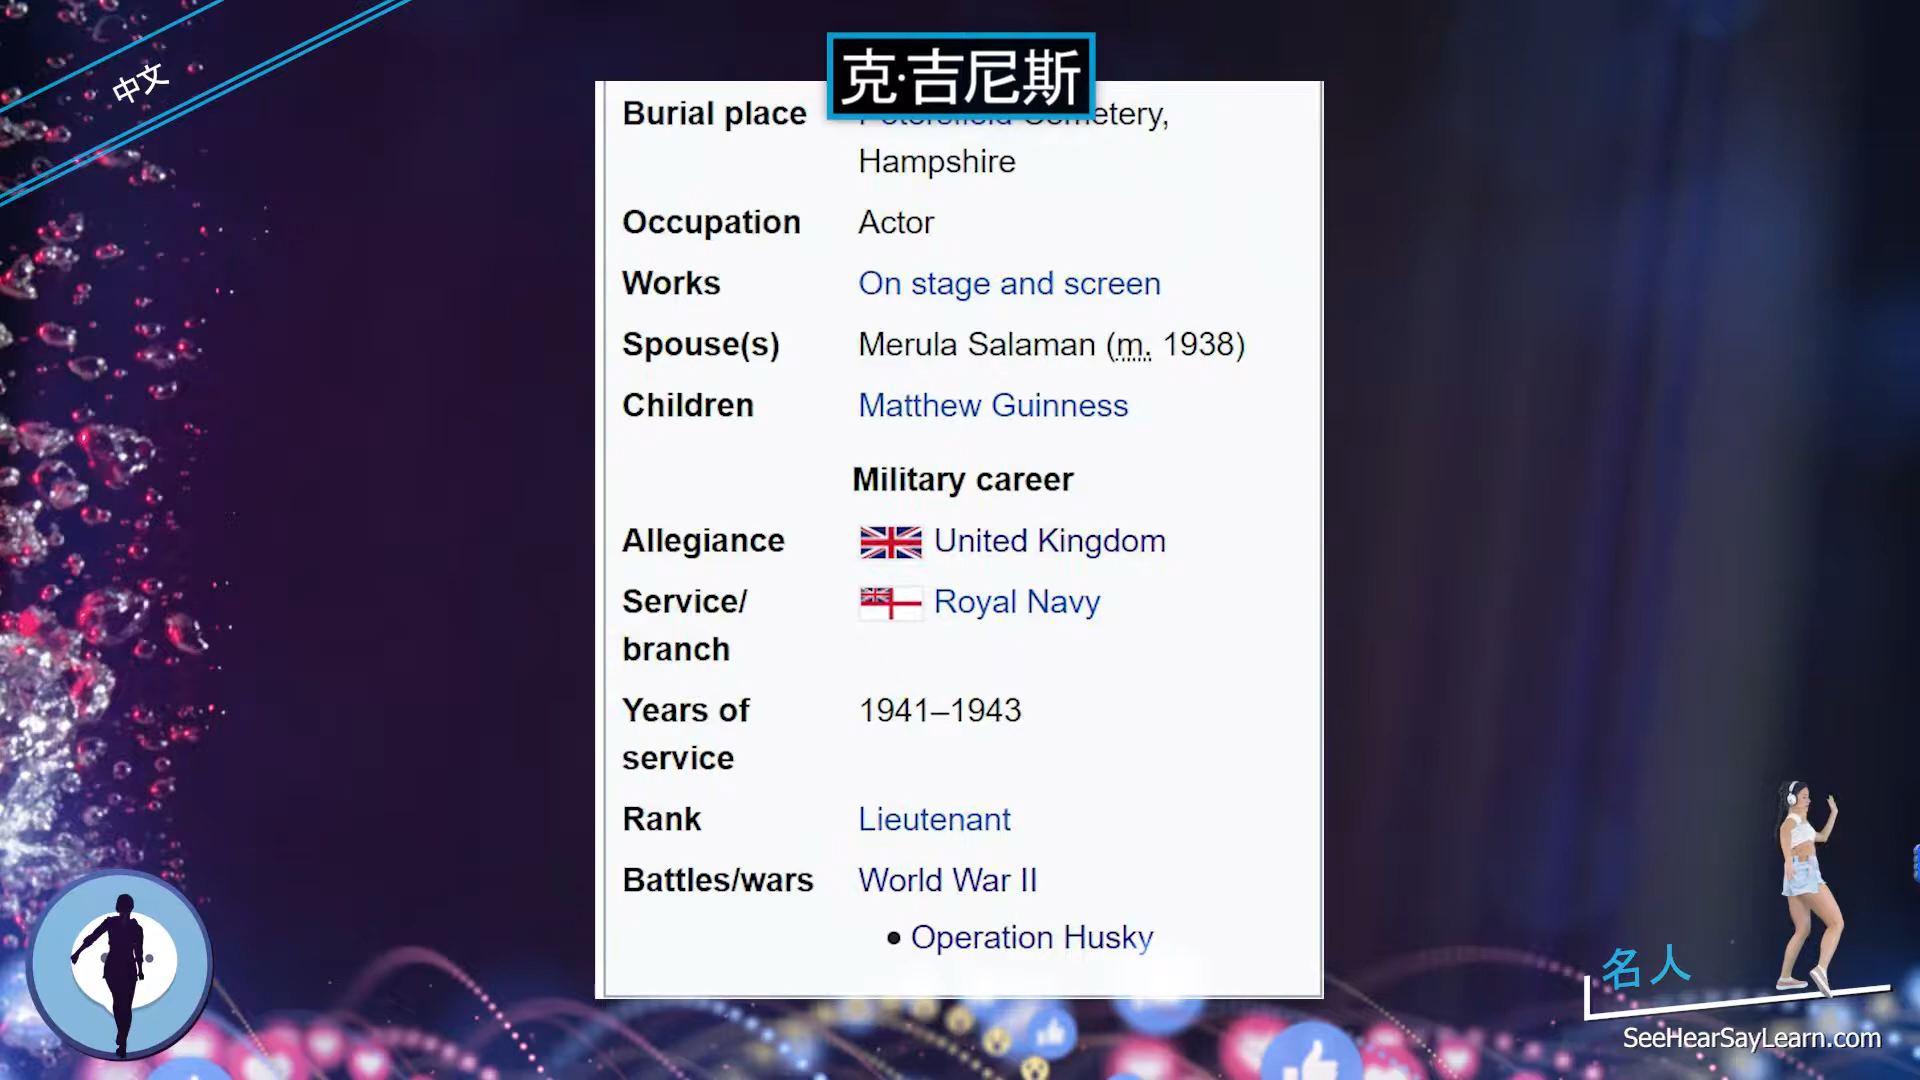 中文
克·吉尼斯
Burial place Petersfield Cemetery,
Hampshire
Occupation Actor
Works On stage and screen
Spouse(s) Merula Salaman (m. 1938)
Children Matthew Guinness
Military career
Allegiance United Kingdom
Service/ Royal Navy
branch
Years of 1941–1943
service
Rank Lieutenant
Battles/wars World War II
• Operation Husky
名人
SeeHearSayLearn.com